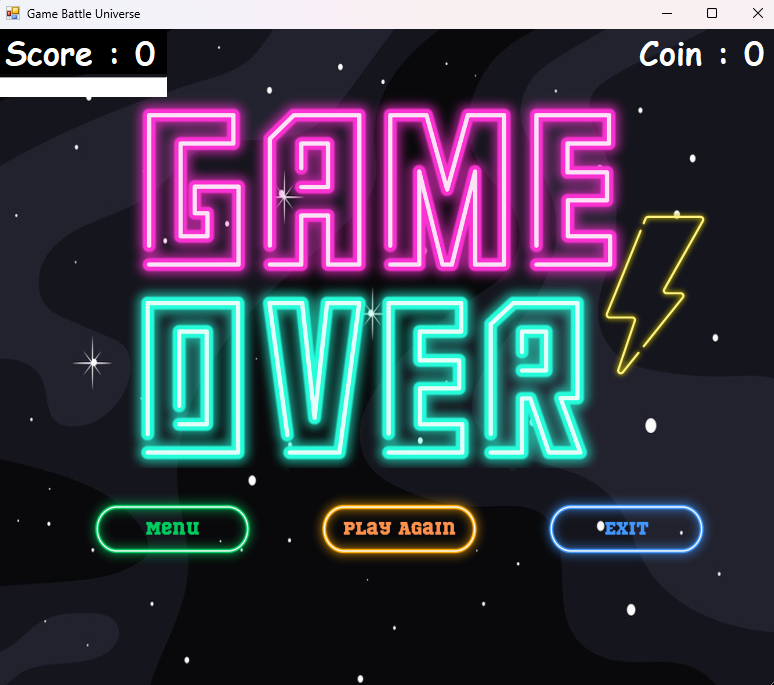 Game Battle Universe
Score : 0
Coin : 0
GAME
OVER
Menu
Play Again
EXIT